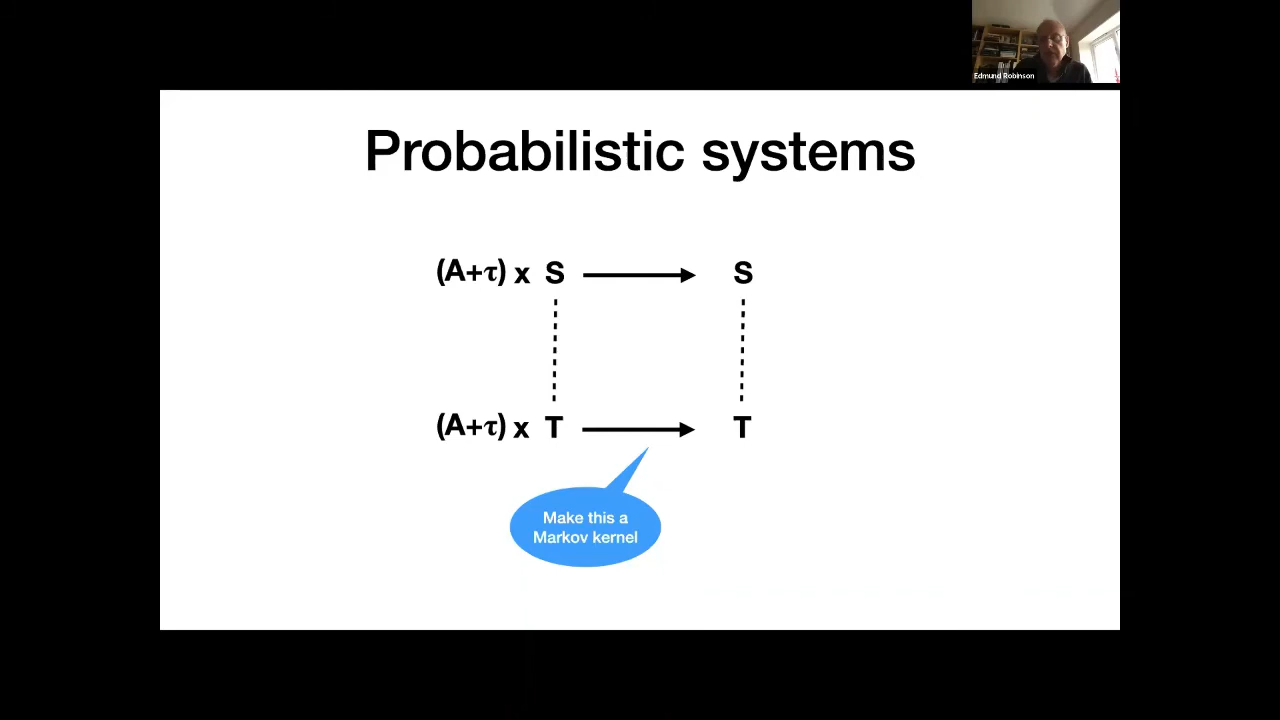 Edmund Robinson
Probabilistic systems
(A+τ) x S S
(A+τ) x T T
Make this a
Markov kernel